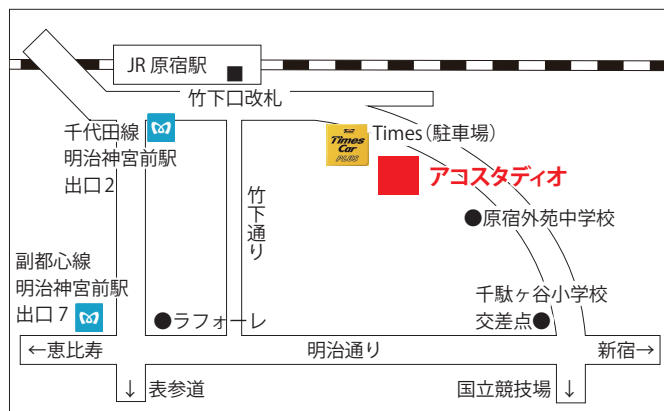 JR 原宿駅
竹下口改札
千代田線
明治神宮前駅
出口 2
Times
Car
PLUS
Times（駐車場）
アコスタディオ
竹下通り
●原宿外苑中学校
副都心線
明治神宮前駅
出口 7
●ラフォーレ
千駄ヶ谷小学校
交差点●
←恵比寿
明治通り
新宿→
↓ 表参道
国立競技場 ↓